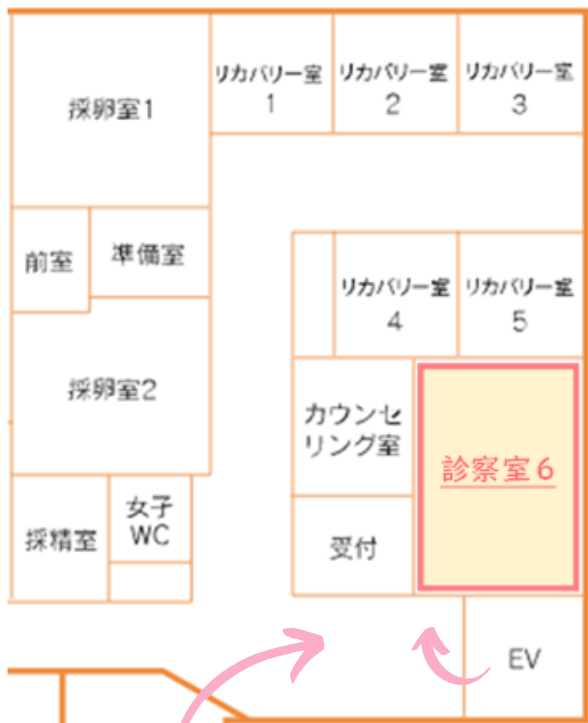 採卵室1
リカバリー室
1
リカバリー室
2
リカバリー室
3
前室
準備室
リカバリー室
4
リカバリー室
5
採卵室2
カウンセ
リング室
診察室6
採精室
女子
WC
受付
EV